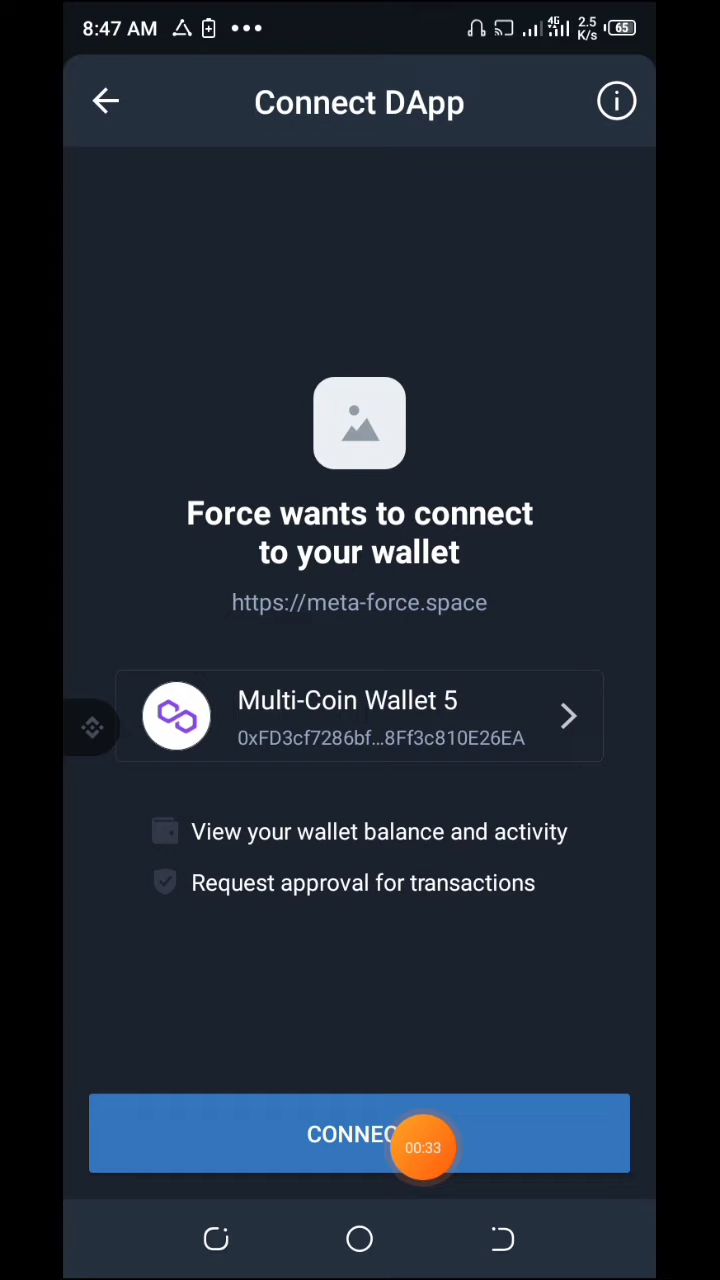 8:47 AM
4G
2.5
K/s
65
Connect DApp
Force wants to connect
to your wallet
https://meta-force.space
Multi-Coin Wallet 5
0xFD3cf7286bf...8Ff3c810E26EA
View your wallet balance and activity
Request approval for transactions
CONNEC
00:33